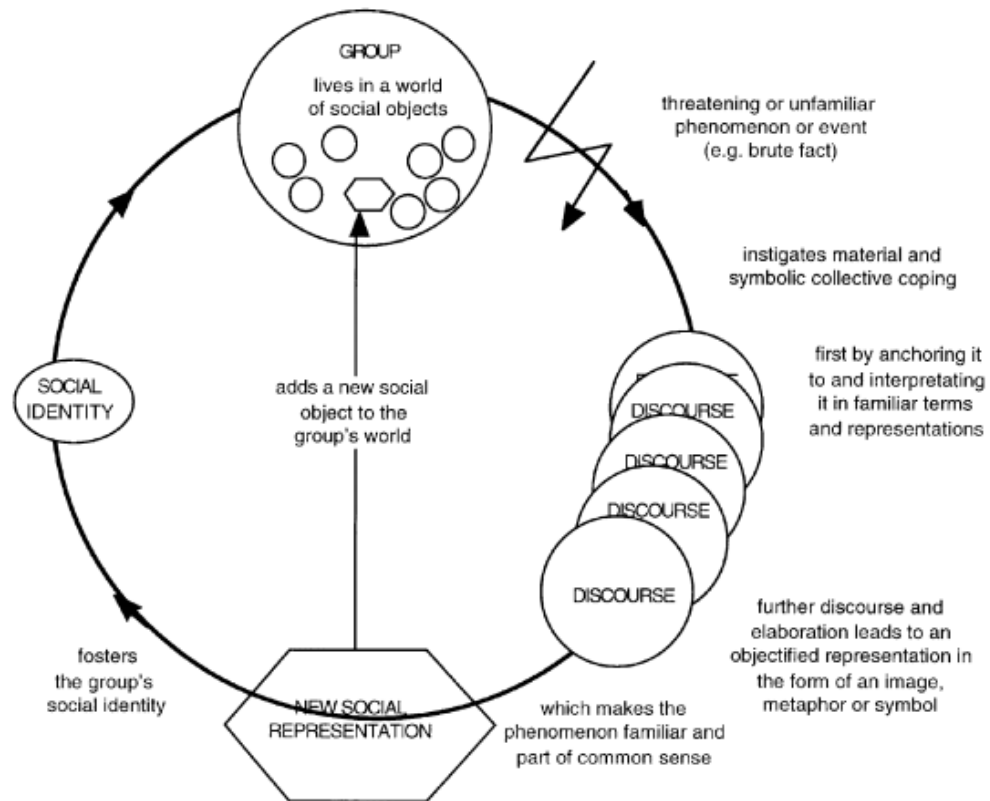 GROUP
lives in a world
of social objects
threatening or unfamiliar
phenomenon or event
(e.g. brute fact)
instigates material and
symbolic collective coping
first by anchoring it
to and interpretating
it in familiar terms
and representations
DISCOURSE
DISCOURSE
DISCOURSE
DISCOURSE
further discourse and
elaboration leads to an
objectified representation in
the form of an image,
metaphor or symbol
which makes the
phenomenon familiar and
part of common sense
NEW SOCIAL
REPRESENTATION
adds a new social
object to the
group's world
fosters
the group's
social identity
SOCIAL
IDENTITY